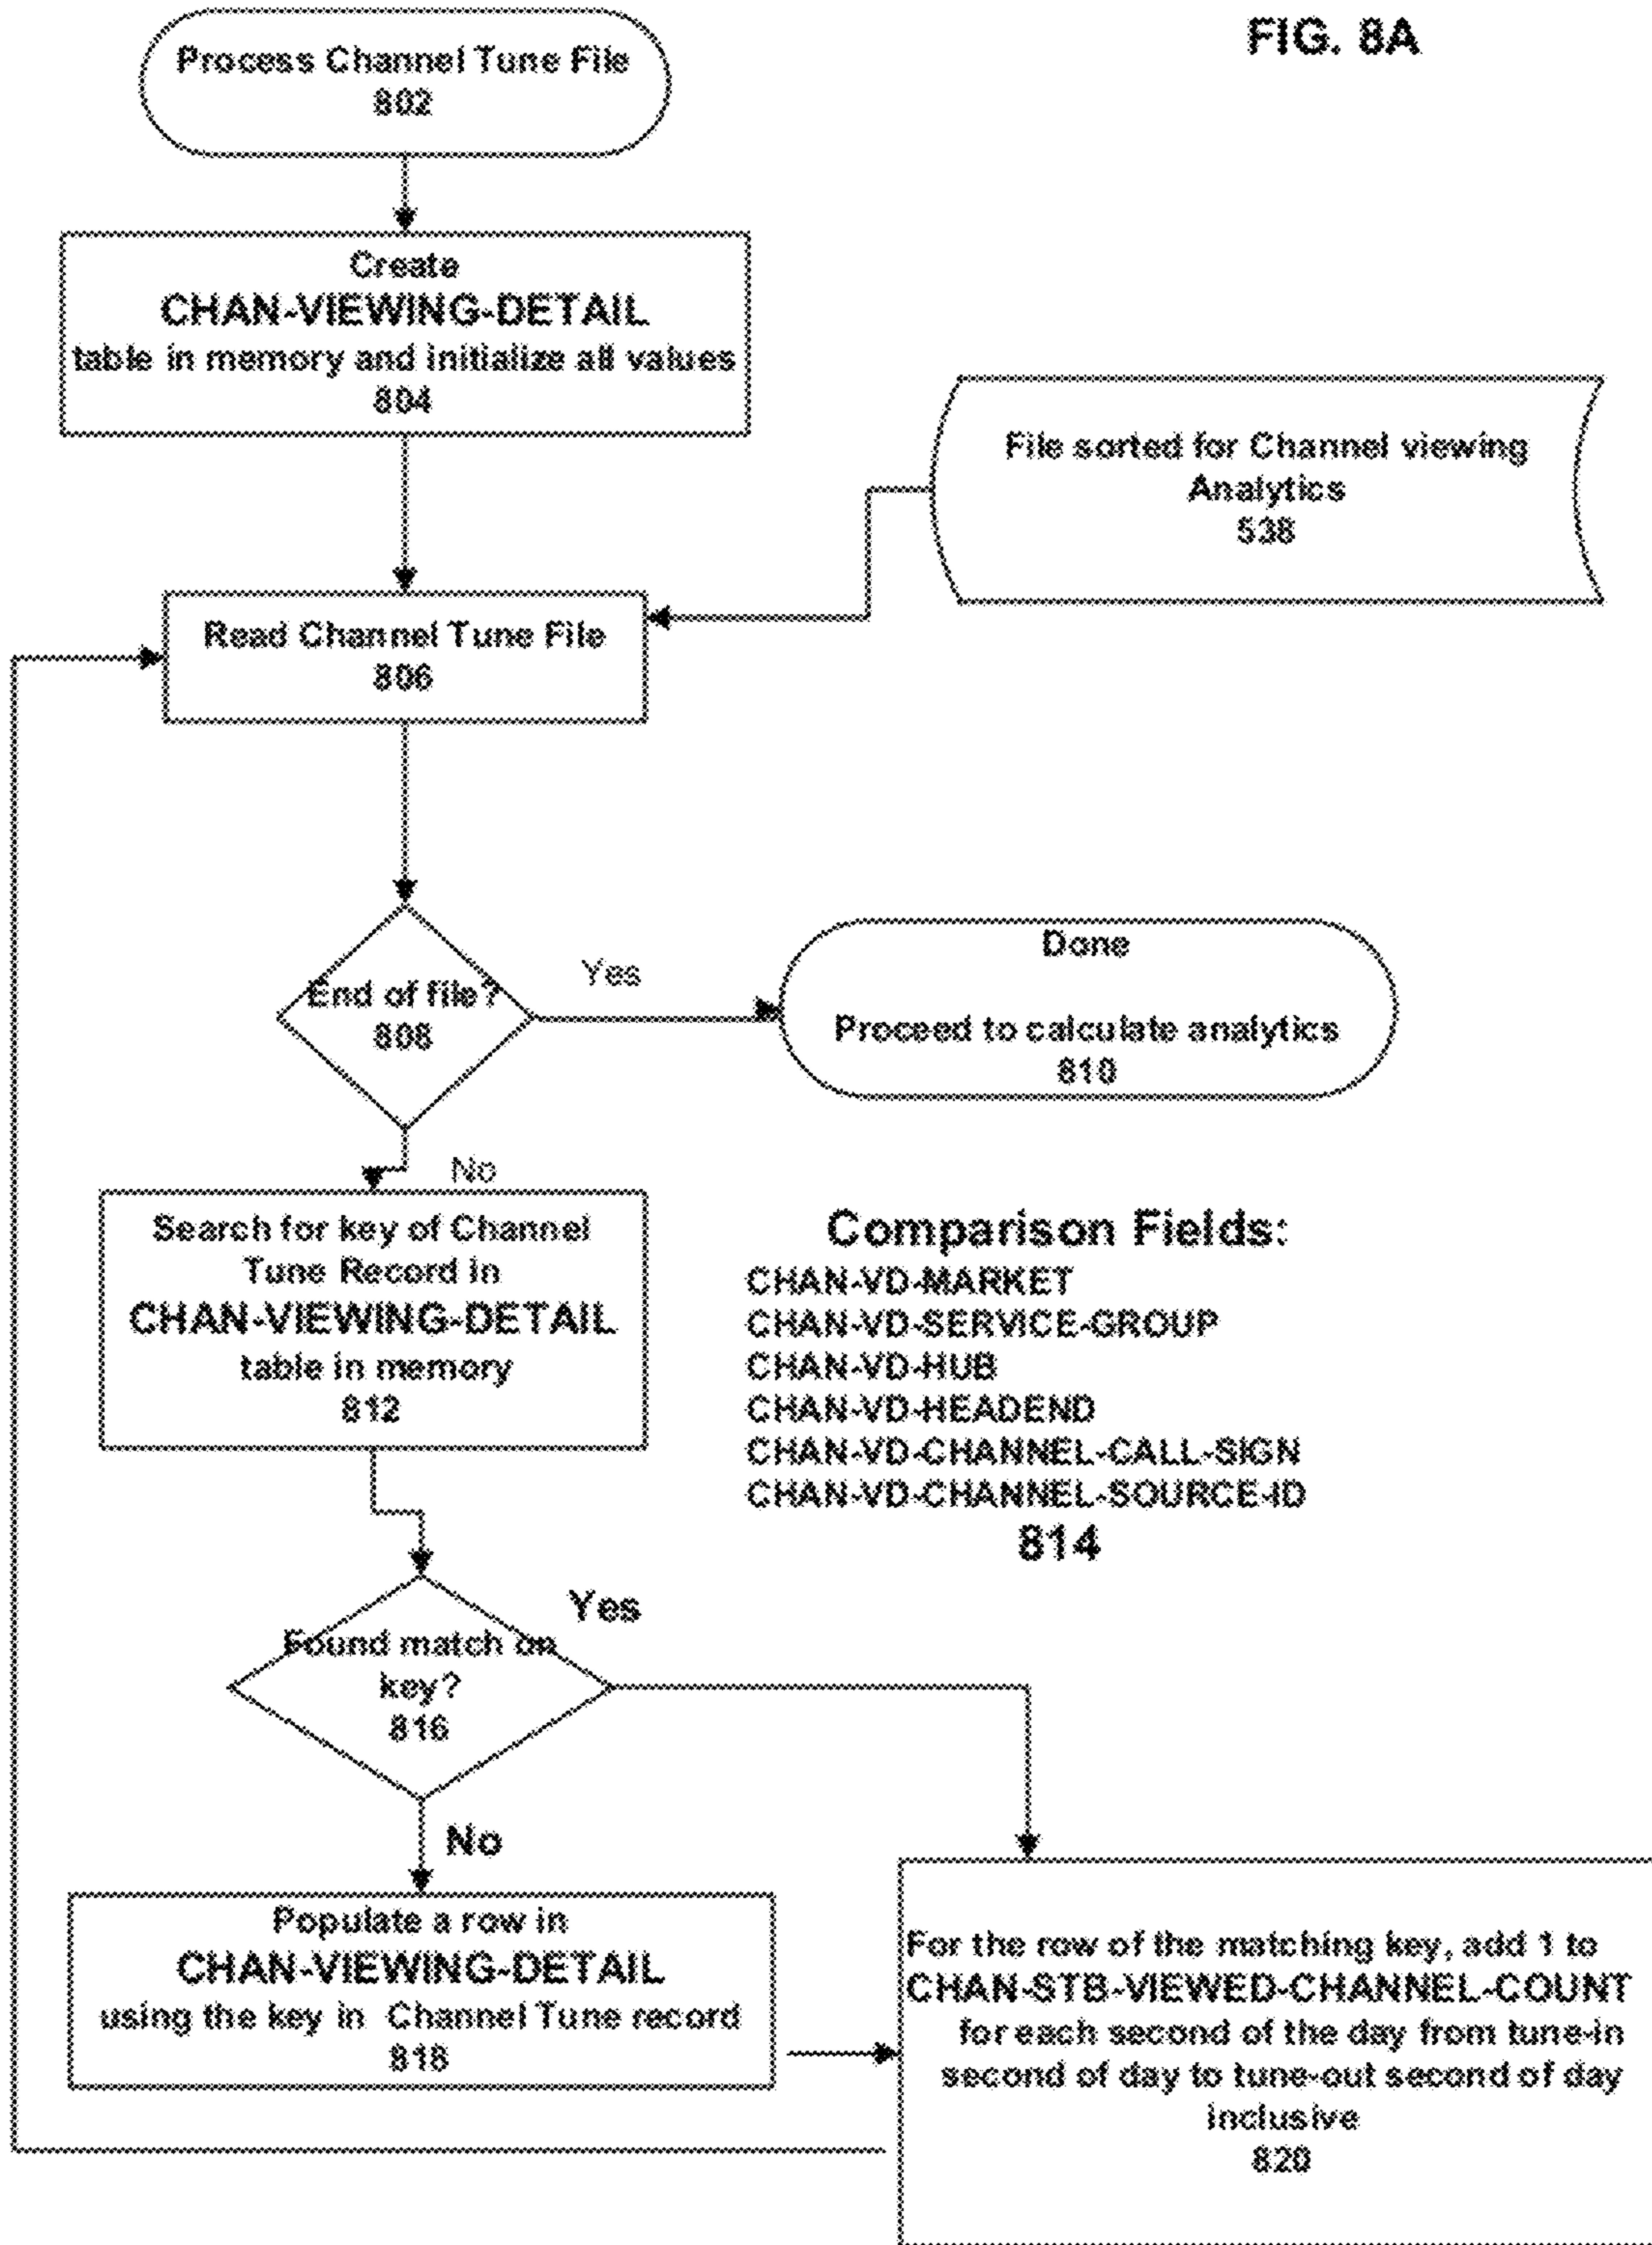 FIG. 8A
Process Channel Tune File
802
Create
CHAN-VIEWING-DETAIL
table in memory and initialize all values
804
File sorted for Channel viewing
Analytics
538
Read Channel Tune File
806
End of file?
808
Yes
Done
Proceed to calculate analytics
810
No
Search for key of Channel
Tune Record in
CHAN-VIEWING-DETAIL
table in memory
812
Comparison Fields:
CHAN-VD-MARKET
CHAN-VD-SERVICE-GROUP
CHAN-VD-HUB
CHAN-VD-HEADEND
CHAN-VD-CHANNEL-CALL-SIGN
CHAN-VD-CHANNEL-SOURCE-ID
814
Found match on
key?
816
Yes
No
Populate a row in
CHAN-VIEWING-DETAIL
using the key in Channel Tune record
818
For the row of the matching key, add 1 to
CHAN-STB-VIEWED-CHANNEL-COUNT
for each second of the day from tune-in
second of day to tune-out second of day
inclusive
820